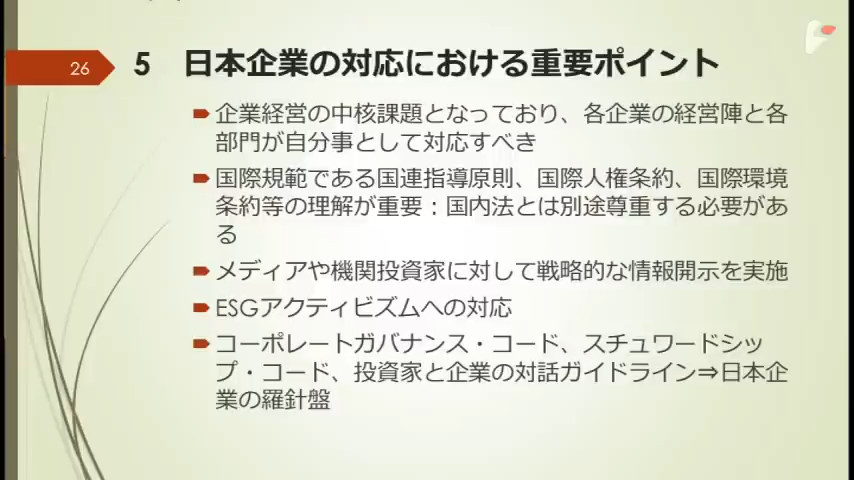 26
5　日本企業の対応における重要ポイント
企業経営の中核課題となっており、各企業の経営陣と各
部門が自分事として対応すべき
国際規範である国連指導原則、国際人権条約、国際環境
条約等の理解が重要：国内法とは別途尊重する必要があ
る
メディアや機関投資家に対して戦略的な情報開示を実施
ESGアクティビズムへの対応
コーポレートガバナンス・コード、スチュワードシッ
プ・コード、投資家と企業の対話ガイドライン⇒日本企
業の羅針盤